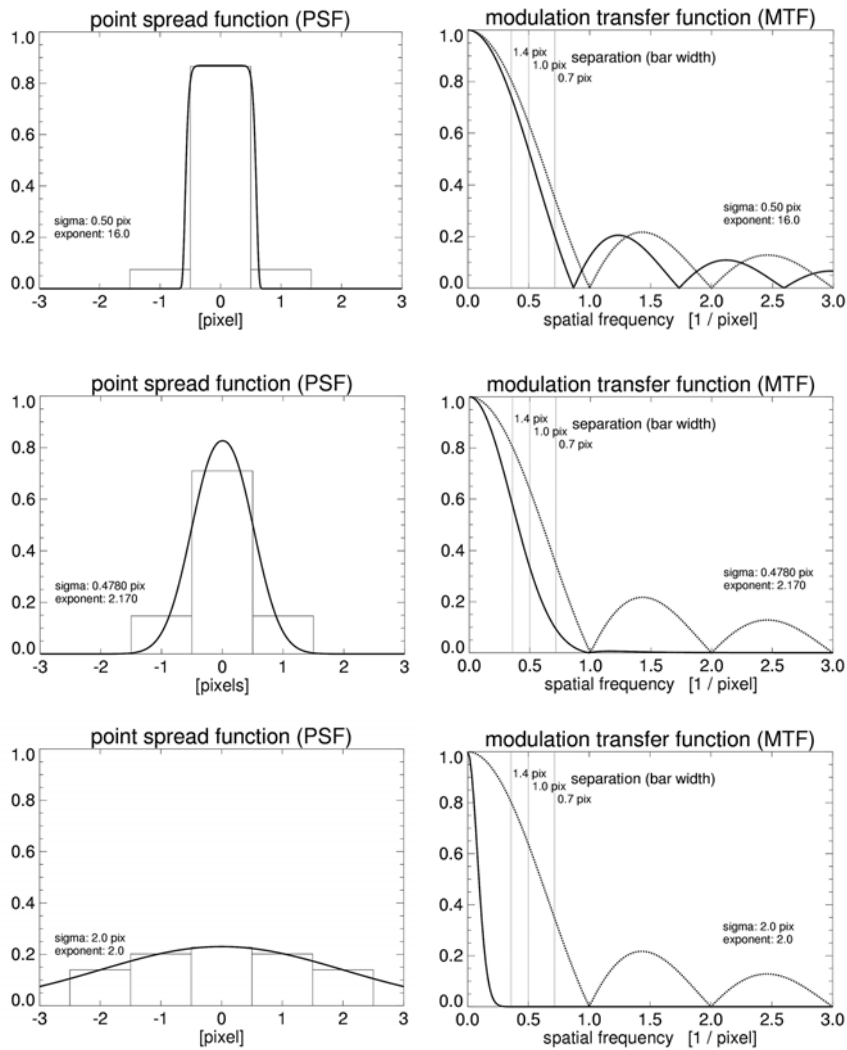 point spread function (PSF)
1.0
0.8
0.6
0.4
0.2
0.0
sigma: 0.50 pix
exponent: 16.0
-3 -2 -1 0 1 2 3
[pixel]
modulation transfer function (MTF)
1.0
0.8
0.6
0.4
0.2
0.0
1.4 pix separation (bar width)
1.0 pix
0.7 pix
sigma: 0.50 pix
exponent: 16.0
0.0 0.5 1.0 1.5 2.0 2.5 3.0
spatial frequency [1 / pixel]
point spread function (PSF)
1.0
0.8
0.6
0.4
0.2
0.0
sigma: 0.4780 pix
exponent: 2.170
-3 -2 -1 0 1 2 3
[pixels]
modulation transfer function (MTF)
1.0
0.8
0.6
0.4
0.2
0.0
1.4 pix separation (bar width)
1.0 pix
0.7 pix
sigma: 0.4780 pix
exponent: 2.170
0.0 0.5 1.0 1.5 2.0 2.5 3.0
spatial frequency [1 / pixel]
point spread function (PSF)
1.0
0.8
0.6
0.4
0.2
0.0
sigma: 2.0 pix
exponent: 2.0
-3 -2 -1 0 1 2 3
[pixel]
modulation transfer function (MTF)
1.0
0.8
0.6
0.4
0.2
0.0
1.4 pix separation (bar width)
1.0 pix
0.7 pix
sigma: 2.0 pix
exponent: 2.0
0.0 0.5 1.0 1.5 2.0 2.5 3.0
spatial frequency [1 / pixel]